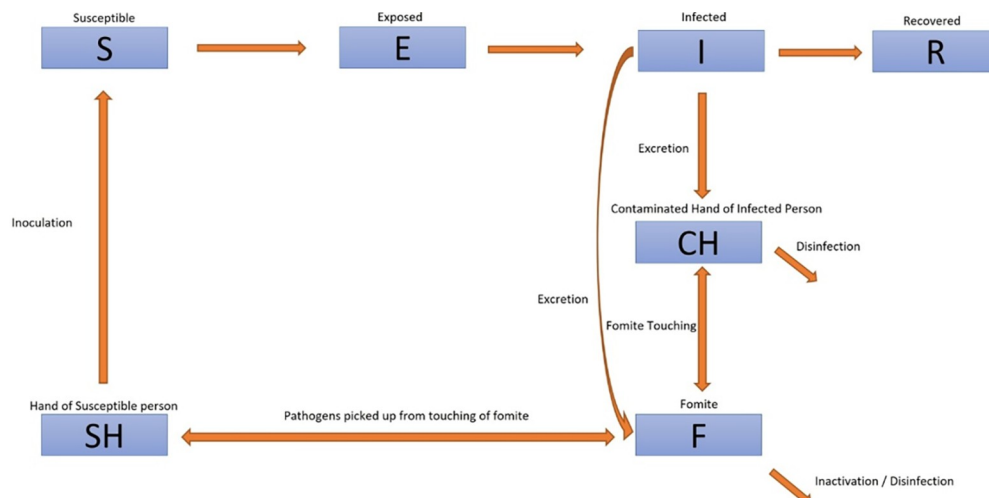 Susceptible
Exposed
Infected
Recovered
S
E
I
R
Excretion
Contaminated Hand of Infected Person
Inoculation
CH
Disinfection
Excretion
Fomite Touching
Hand of Susceptible person
Pathogens picked up from touching of fomite
Fomite
SH
F
Inactivation / Disinfection